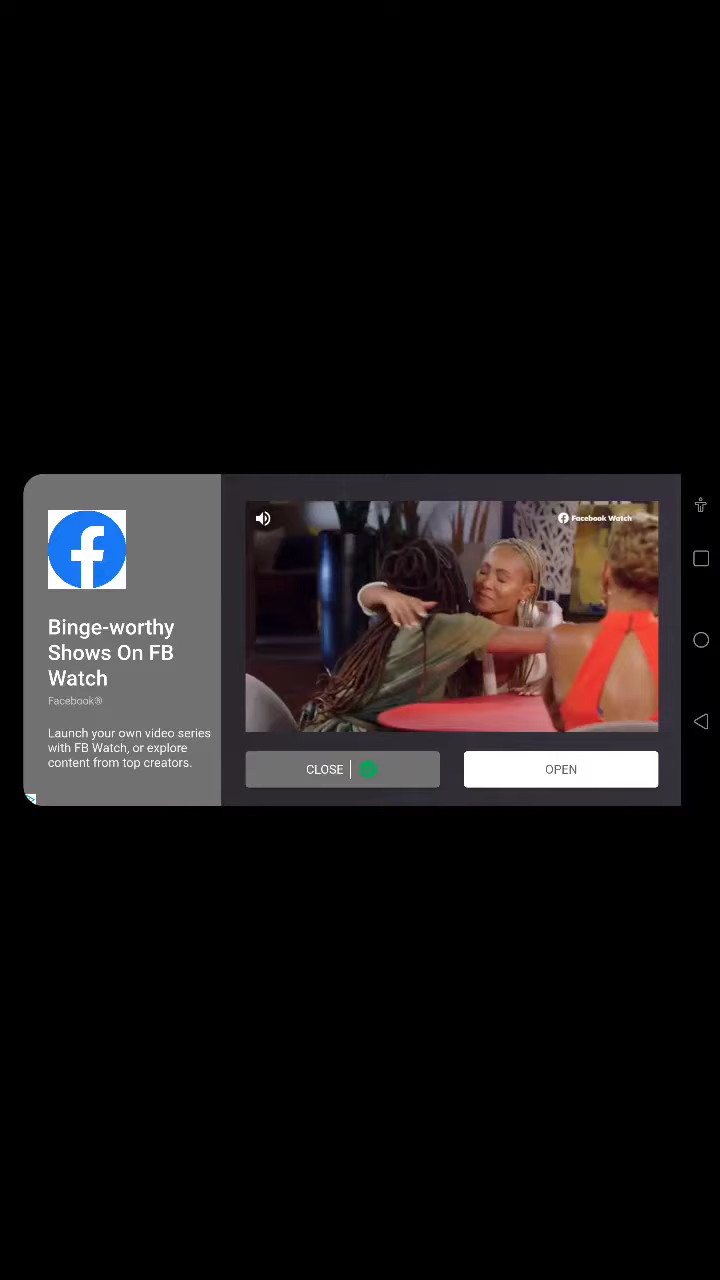 Binge-worthy
Shows On FB
Watch
Facebook®
Launch your own video series
with FB Watch, or explore
content from top creators.
Facebook Watch
CLOSE
OPEN